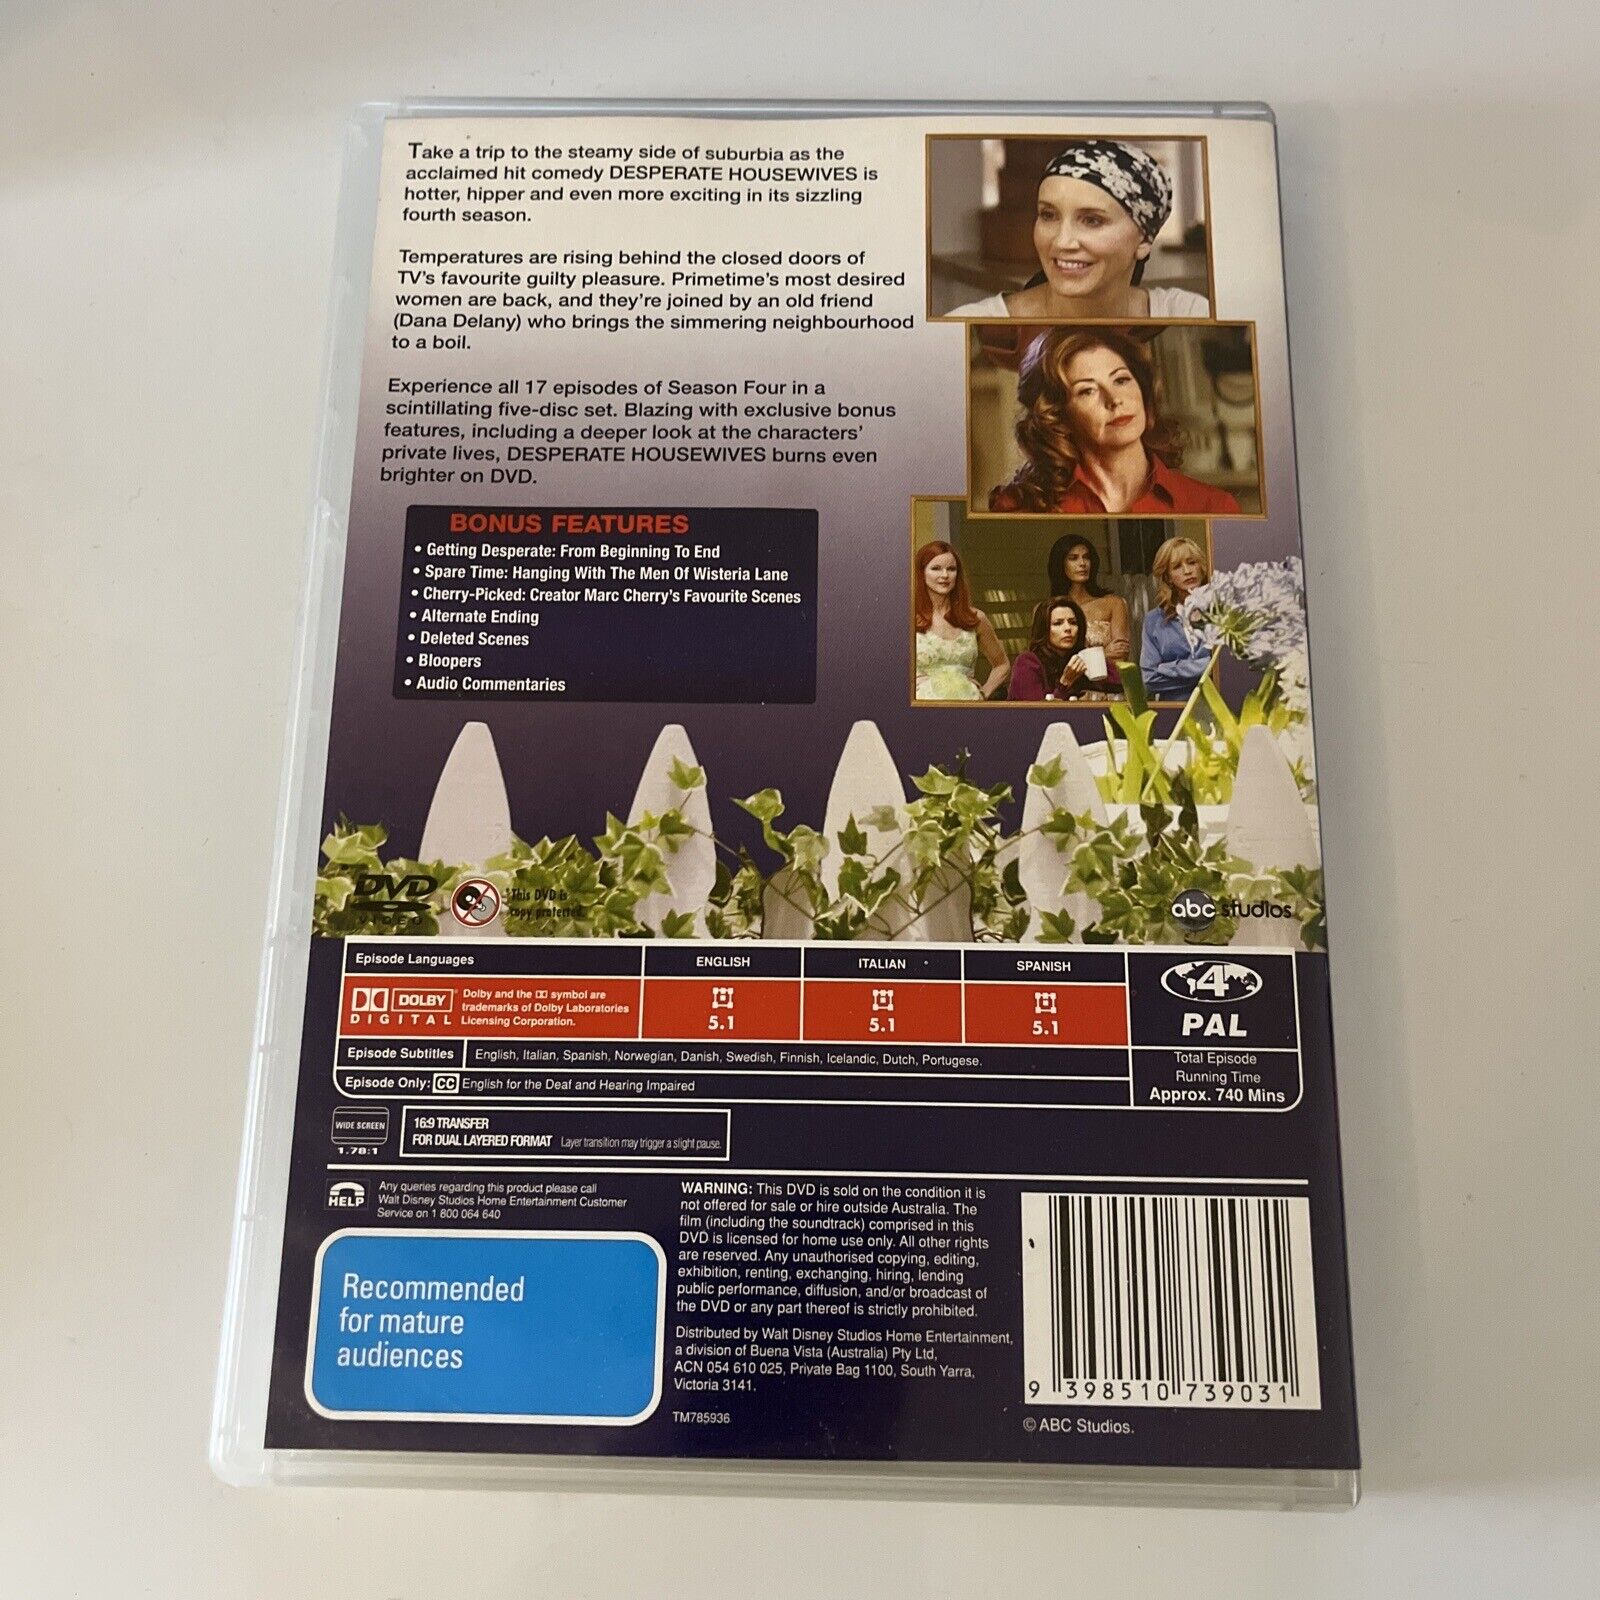 Take a trip to the steamy side of suburbia as the
acclaimed hit comedy DESPERATE HOUSEWIVES is
hotter, hipper and even more exciting in its sizzling
fourth season.
Temperatures are rising behind the closed doors of
TV's favourite guilty pleasure. Primetime's most desired
women are back, and they're joined by an old friend
(Dana Delany) who brings the simmering neighbourhood
to a boil.
Experience all 17 episodes of Season Four in a
scintillating five-disc set. Blazing with exclusive bonus
features, including a deeper look at the characters'
private lives, DESPERATE HOUSEWIVES burns even
brighter on DVD.
BONUS FEATURES
• Getting Desperate: From Beginning To End
• Spare Time: Hanging With The Men Of Wisteria Lane
• Cherry-Picked: Creator Marc Cherry's Favourite Scenes
• Alternate Ending
• Deleted Scenes
• Bloopers
• Audio Commentaries
DVD
VIDEO
This DVD is
copy protected.
abc studios
Episode Languages
ENGLISH
ITALIAN
SPANISH
DOLBY
DIGITAL
Dolby and the DD symbol are
trademarks of Dolby Laboratories
Licensing Corporation.
5.1
5.1
5.1
4
PAL
Episode Subtitles
English, Italian, Spanish, Norwegian, Danish, Swedish, Finnish, Icelandic, Dutch, Portugese.
Episode Only: CC English for the Deaf and Hearing Impaired
Total Episode
Running Time
Approx. 740 Mins
WIDE SCREEN
1.78:1
16:9 TRANSFER
FOR DUAL LAYERED FORMAT Layer transition may trigger a slight pause.
HELP
Any queries regarding this product please call
Walt Disney Studios Home Entertainment Customer
Service on 1 800 064 640
Recommended
for mature
audiences
WARNING: This DVD is sold on the condition it is
not offered for sale or hire outside Australia. The
film (including the soundtrack) comprised in this
DVD is licensed for home use only. All other rights
are reserved. Any unauthorised copying, editing,
exhibition, renting, exchanging, hiring, lending
public performance, diffusion, and/or broadcast of
the DVD or any part thereof is strictly prohibited.
Distributed by Walt Disney Studios Home Entertainment,
a division of Buena Vista (Australia) Pty Ltd,
ACN 054 610 025, Private Bag 1100, South Yarra,
Victoria 3141.
TM785936
9 398510 739031
© ABC Studios.